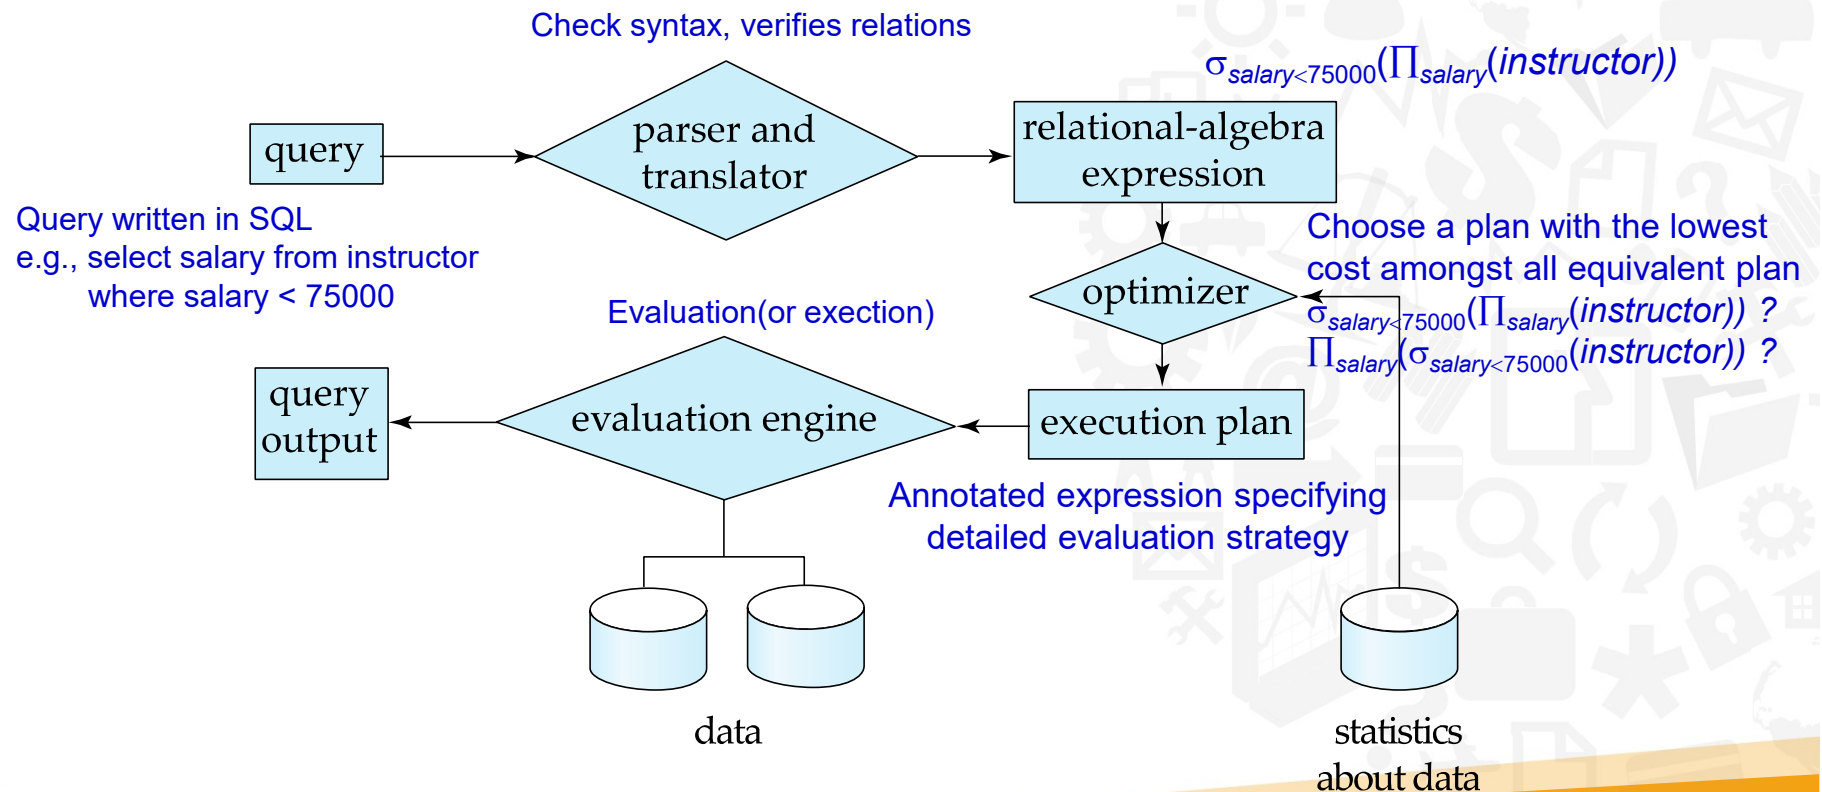 Check syntax, verifies relations
σsalary<75000(∏salary(instructor))
query
parser and
translator
relational-algebra
expression
Query written in SQL
e.g., select salary from instructor
where salary < 75000
Choose a plan with the lowest
cost amongst all equivalent plan
σsalary<75000(∏salary(instructor)) ?
∏salary(σsalary<75000(instructor)) ?
optimizer
Evaluation(or exection)
query
output
evaluation engine
execution plan
Annotated expression specifying
detailed evaluation strategy
data
statistics
about data